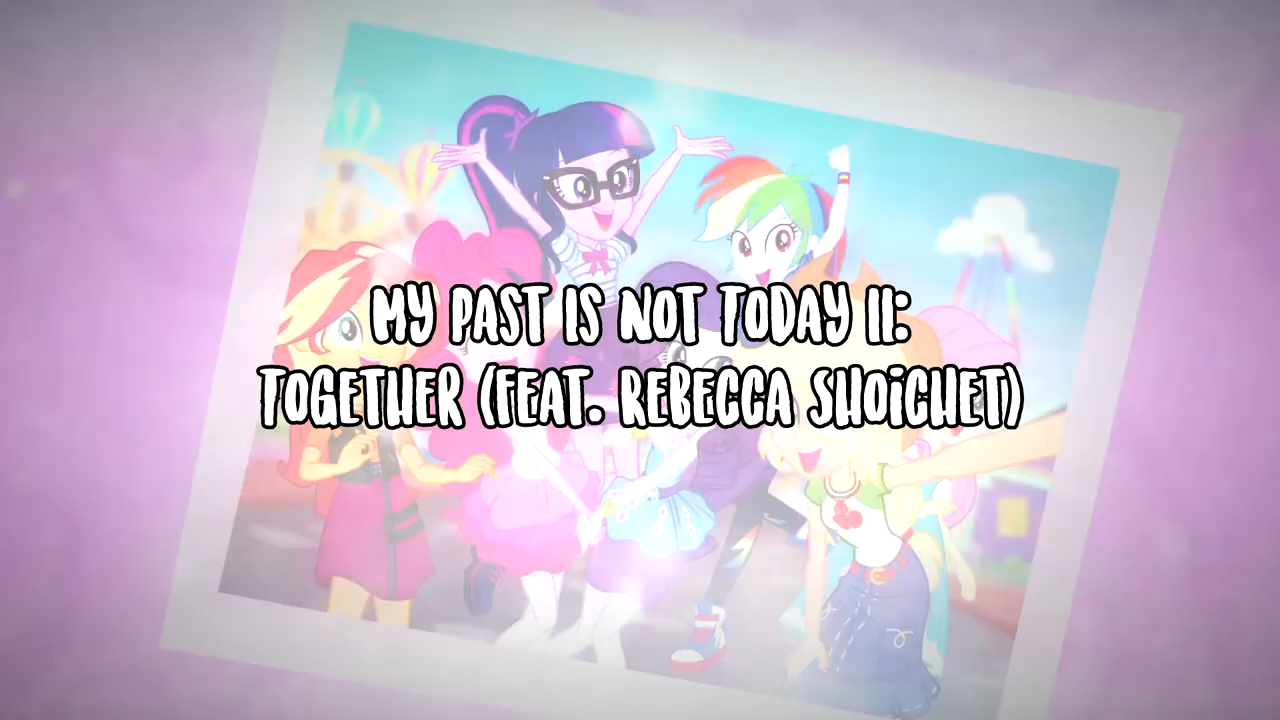 MY PAST IS NOT TODAY II:
TOGETHER (FEAT. REBECCA SHOICHET)